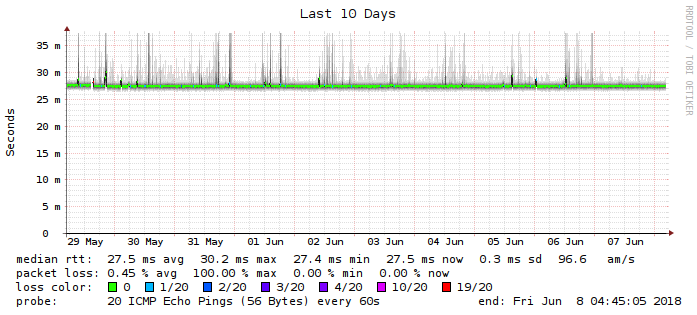 Last 10 Days
RRDTOOL / TOBI OETIKER
Seconds
35 m
30 m
25 m
20 m
15 m
10 m
5 m
0
29 May 30 May 31 May 01 Jun 02 Jun 03 Jun 04 Jun 05 Jun 06 Jun 07 Jun
median rtt: 27.5 ms avg 30.2 ms max 27.4 ms min 27.5 ms now 0.3 ms sd 96.6 am/s
packet loss: 0.45 % avg 100.00 % max 0.00 % min 0.00 % now
loss color: 0 1/20 2/20 3/20 4/20 10/20 19/20
probe: 20 ICMP Echo Pings (56 Bytes) every 60s end: Fri Jun 8 04:45:05 2018